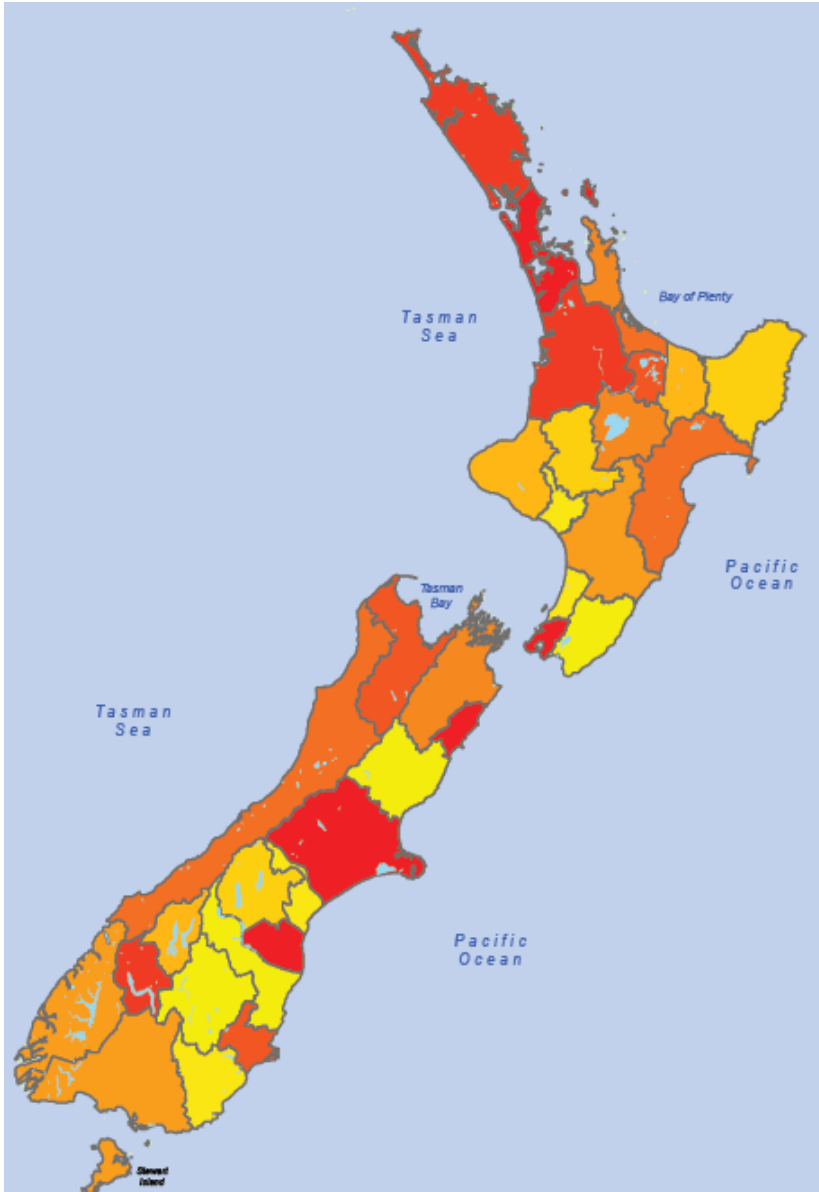 Bay of Plenty
Tasman
Sea
Pacific
Ocean
Tasman
Bay
Tasman
Sea
Pacific
Ocean
Stewart
Island